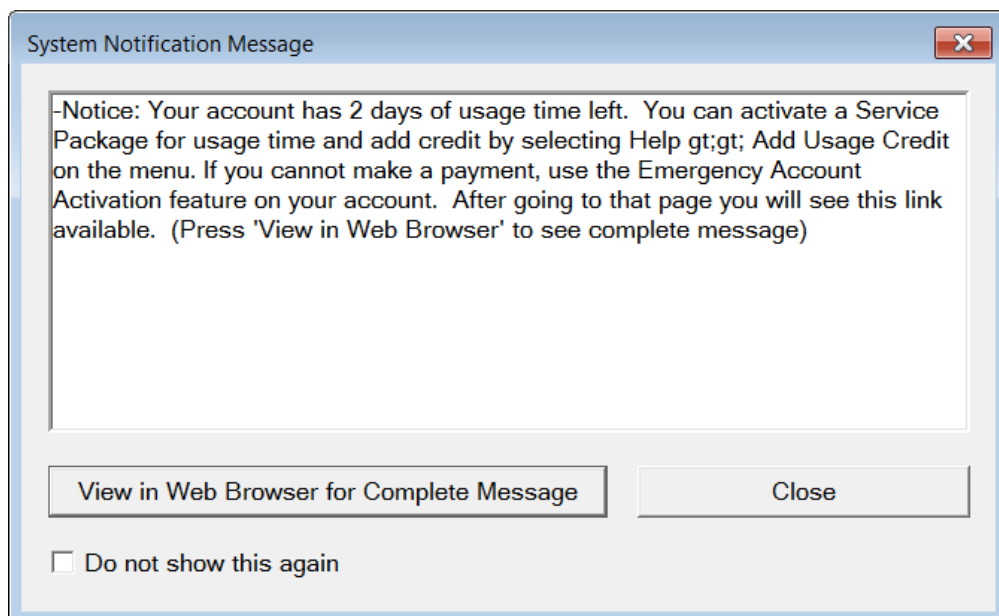 System Notification Message
-Notice: Your account has 2 days of usage time left.  You can activate a Service
Package for usage time and add credit by selecting Help gt;gt; Add Usage Credit
on the menu. If you cannot make a payment, use the Emergency Account
Activation feature on your account.  After going to that page you will see this link
available.  (Press 'View in Web Browser' to see complete message)
View in Web Browser for Complete Message
Close
Do not show this again